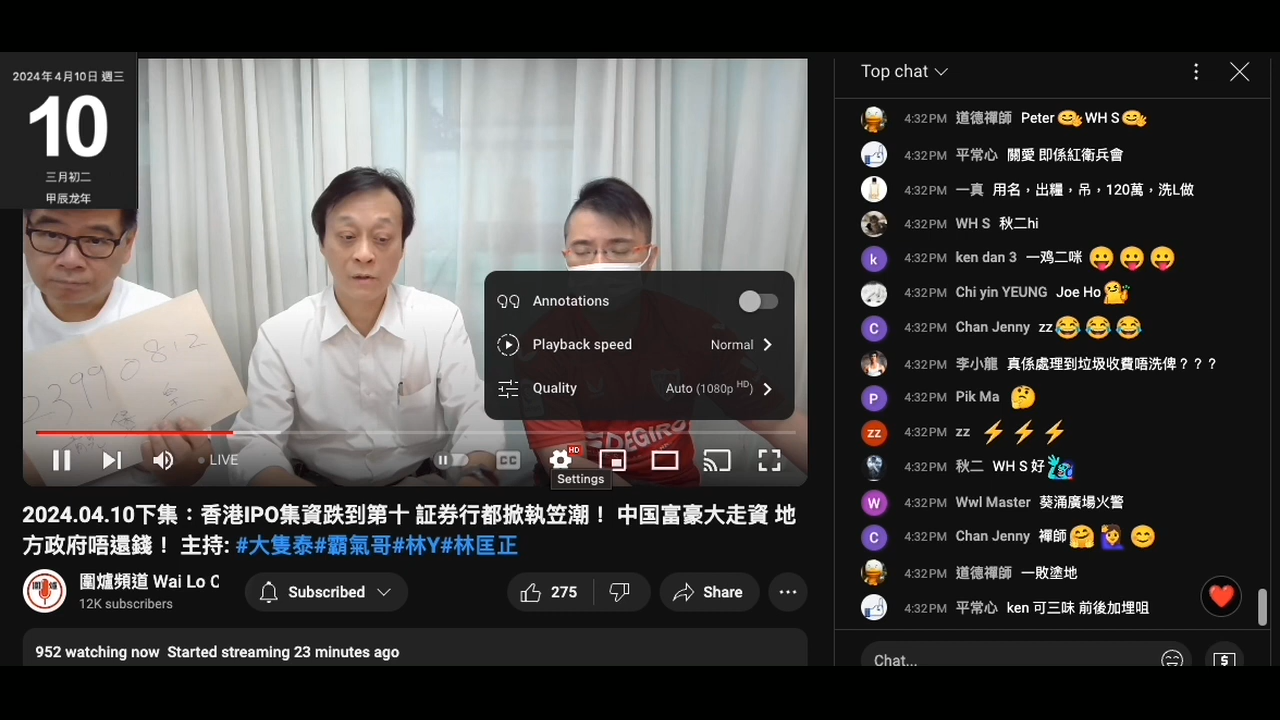 2024年4月10日 週三
10
三月初二
甲辰龙年
2399 0812
Annotations
Playback speed Normal
Quality Auto (1080p HD)
DEGIRO
LIVE
CC
HD
Settings
2024.04.10下集：香港IPO集資跌到第十 証券行都掀執笠潮！ 中国富豪大走資 地
方政府唔還錢！ 主持: #大隻泰#霸氣哥#林Y#林匡正
圍爐頻道 Wai Lo C
12K subscribers
Subscribed
275
Share
952 watching now Started streaming 23 minutes ago
Top chat
4:32 PM 道德禪師 Peter WH S
4:32 PM 平常心 關愛 即係紅衛兵會
4:32 PM 一真 用名，出糧，吊，120萬，洗L做
4:32 PM WH S 秋二hi
k 4:32 PM ken dan 3 一鸡二咪 😛😛😛
4:32 PM Chi yin YEUNG Joe Ho
C 4:32 PM Chan Jenny zz😂😂😂
4:32 PM 李小龍 真係處理到垃圾收費唔洗俾？？？
P 4:32 PM Pik Ma 🤔
zz 4:32 PM zz ⚡⚡⚡
4:32 PM 秋二 WH S 好
W 4:32 PM Wwl Master 葵涌廣場火警
C 4:32 PM Chan Jenny 禪師🤗🙋‍♀️😊
4:32 PM 道德禪師 一敗塗地
4:32 PM 平常心 ken 可三味 前後加埋咀
Chat...